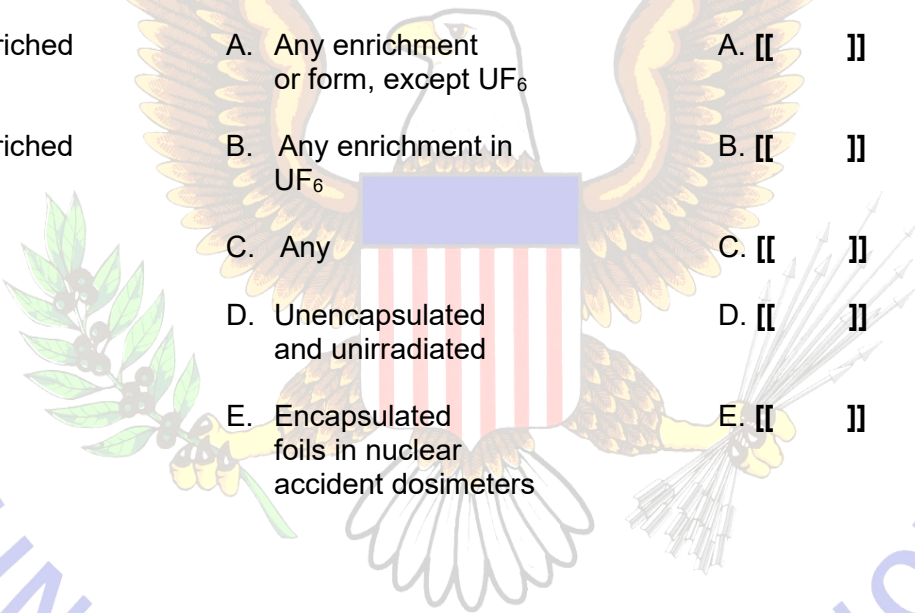 riched A. Any enrichment A. [[ ]]
or form, except UF₆
riched B. Any enrichment in B. [[ ]]
UF₆
C. Any C. [[ ]]
D. Unencapsulated D. [[ ]]
and unirradiated
E. Encapsulated E. [[ ]]
foils in nuclear
accident dosimeters